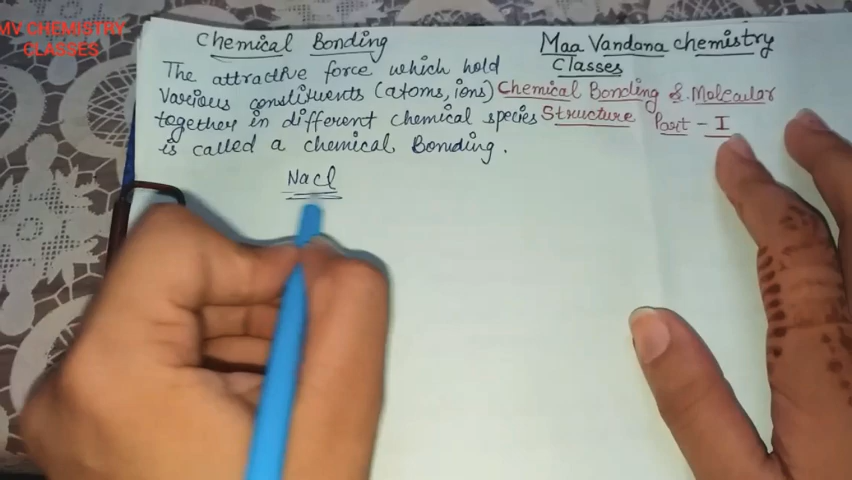 MV CHEMISTRY
CLASSES
Chemical Bonding
The attractive force which hold
various constituents (atoms, ions)
together in different chemical species
is called a chemical Bonding.
NaCl
Maa Vandana chemistry
Classes
Chemical Bonding & Molecular
Structure Part - I